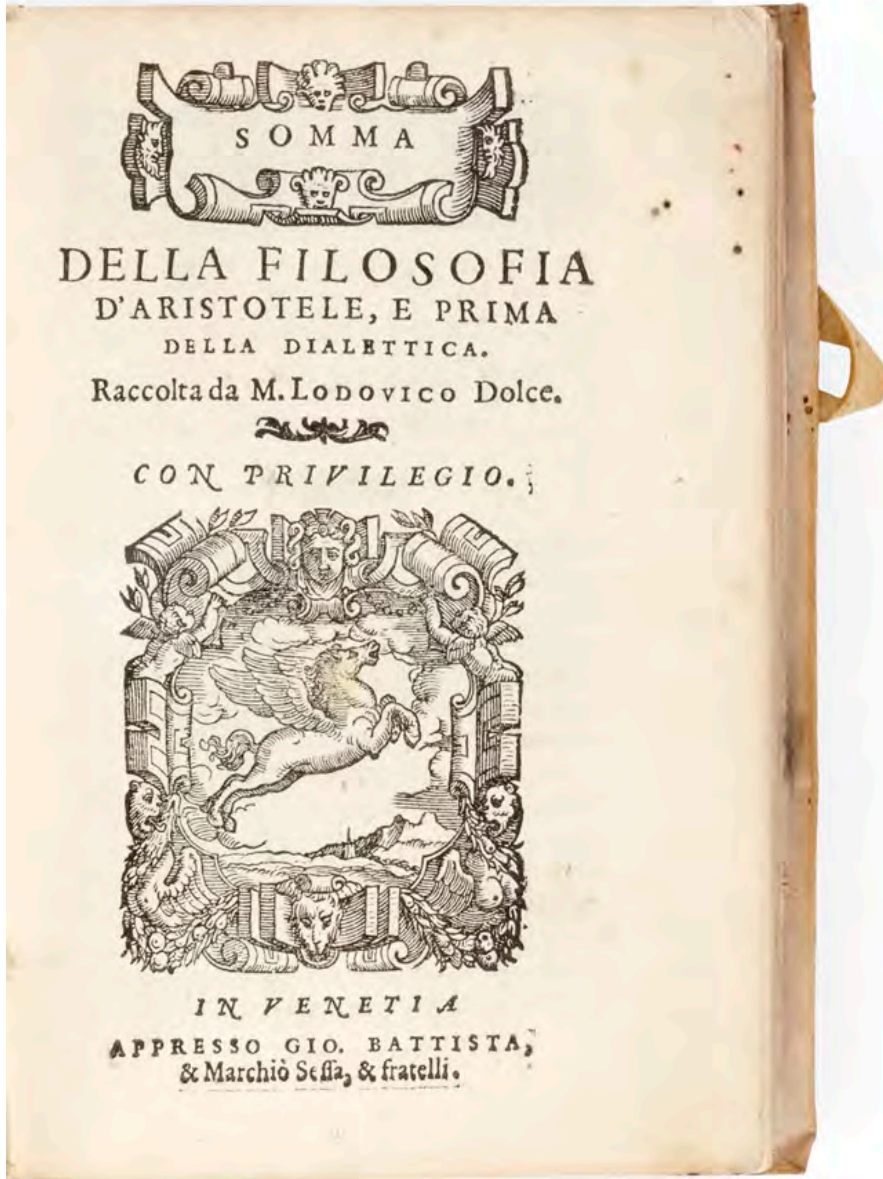 SOMMA
DELLA FILOSOFIA
D'ARISTOTELE, E PRIMA
DELLA DIALETTICA.
Raccolta da M. LODOVICO Dolce.
CON PRIVILEGIO.
IN VENETIA
APPRESSO GIO. BATTISTA,
& Marchiò Sessa, & fratelli.